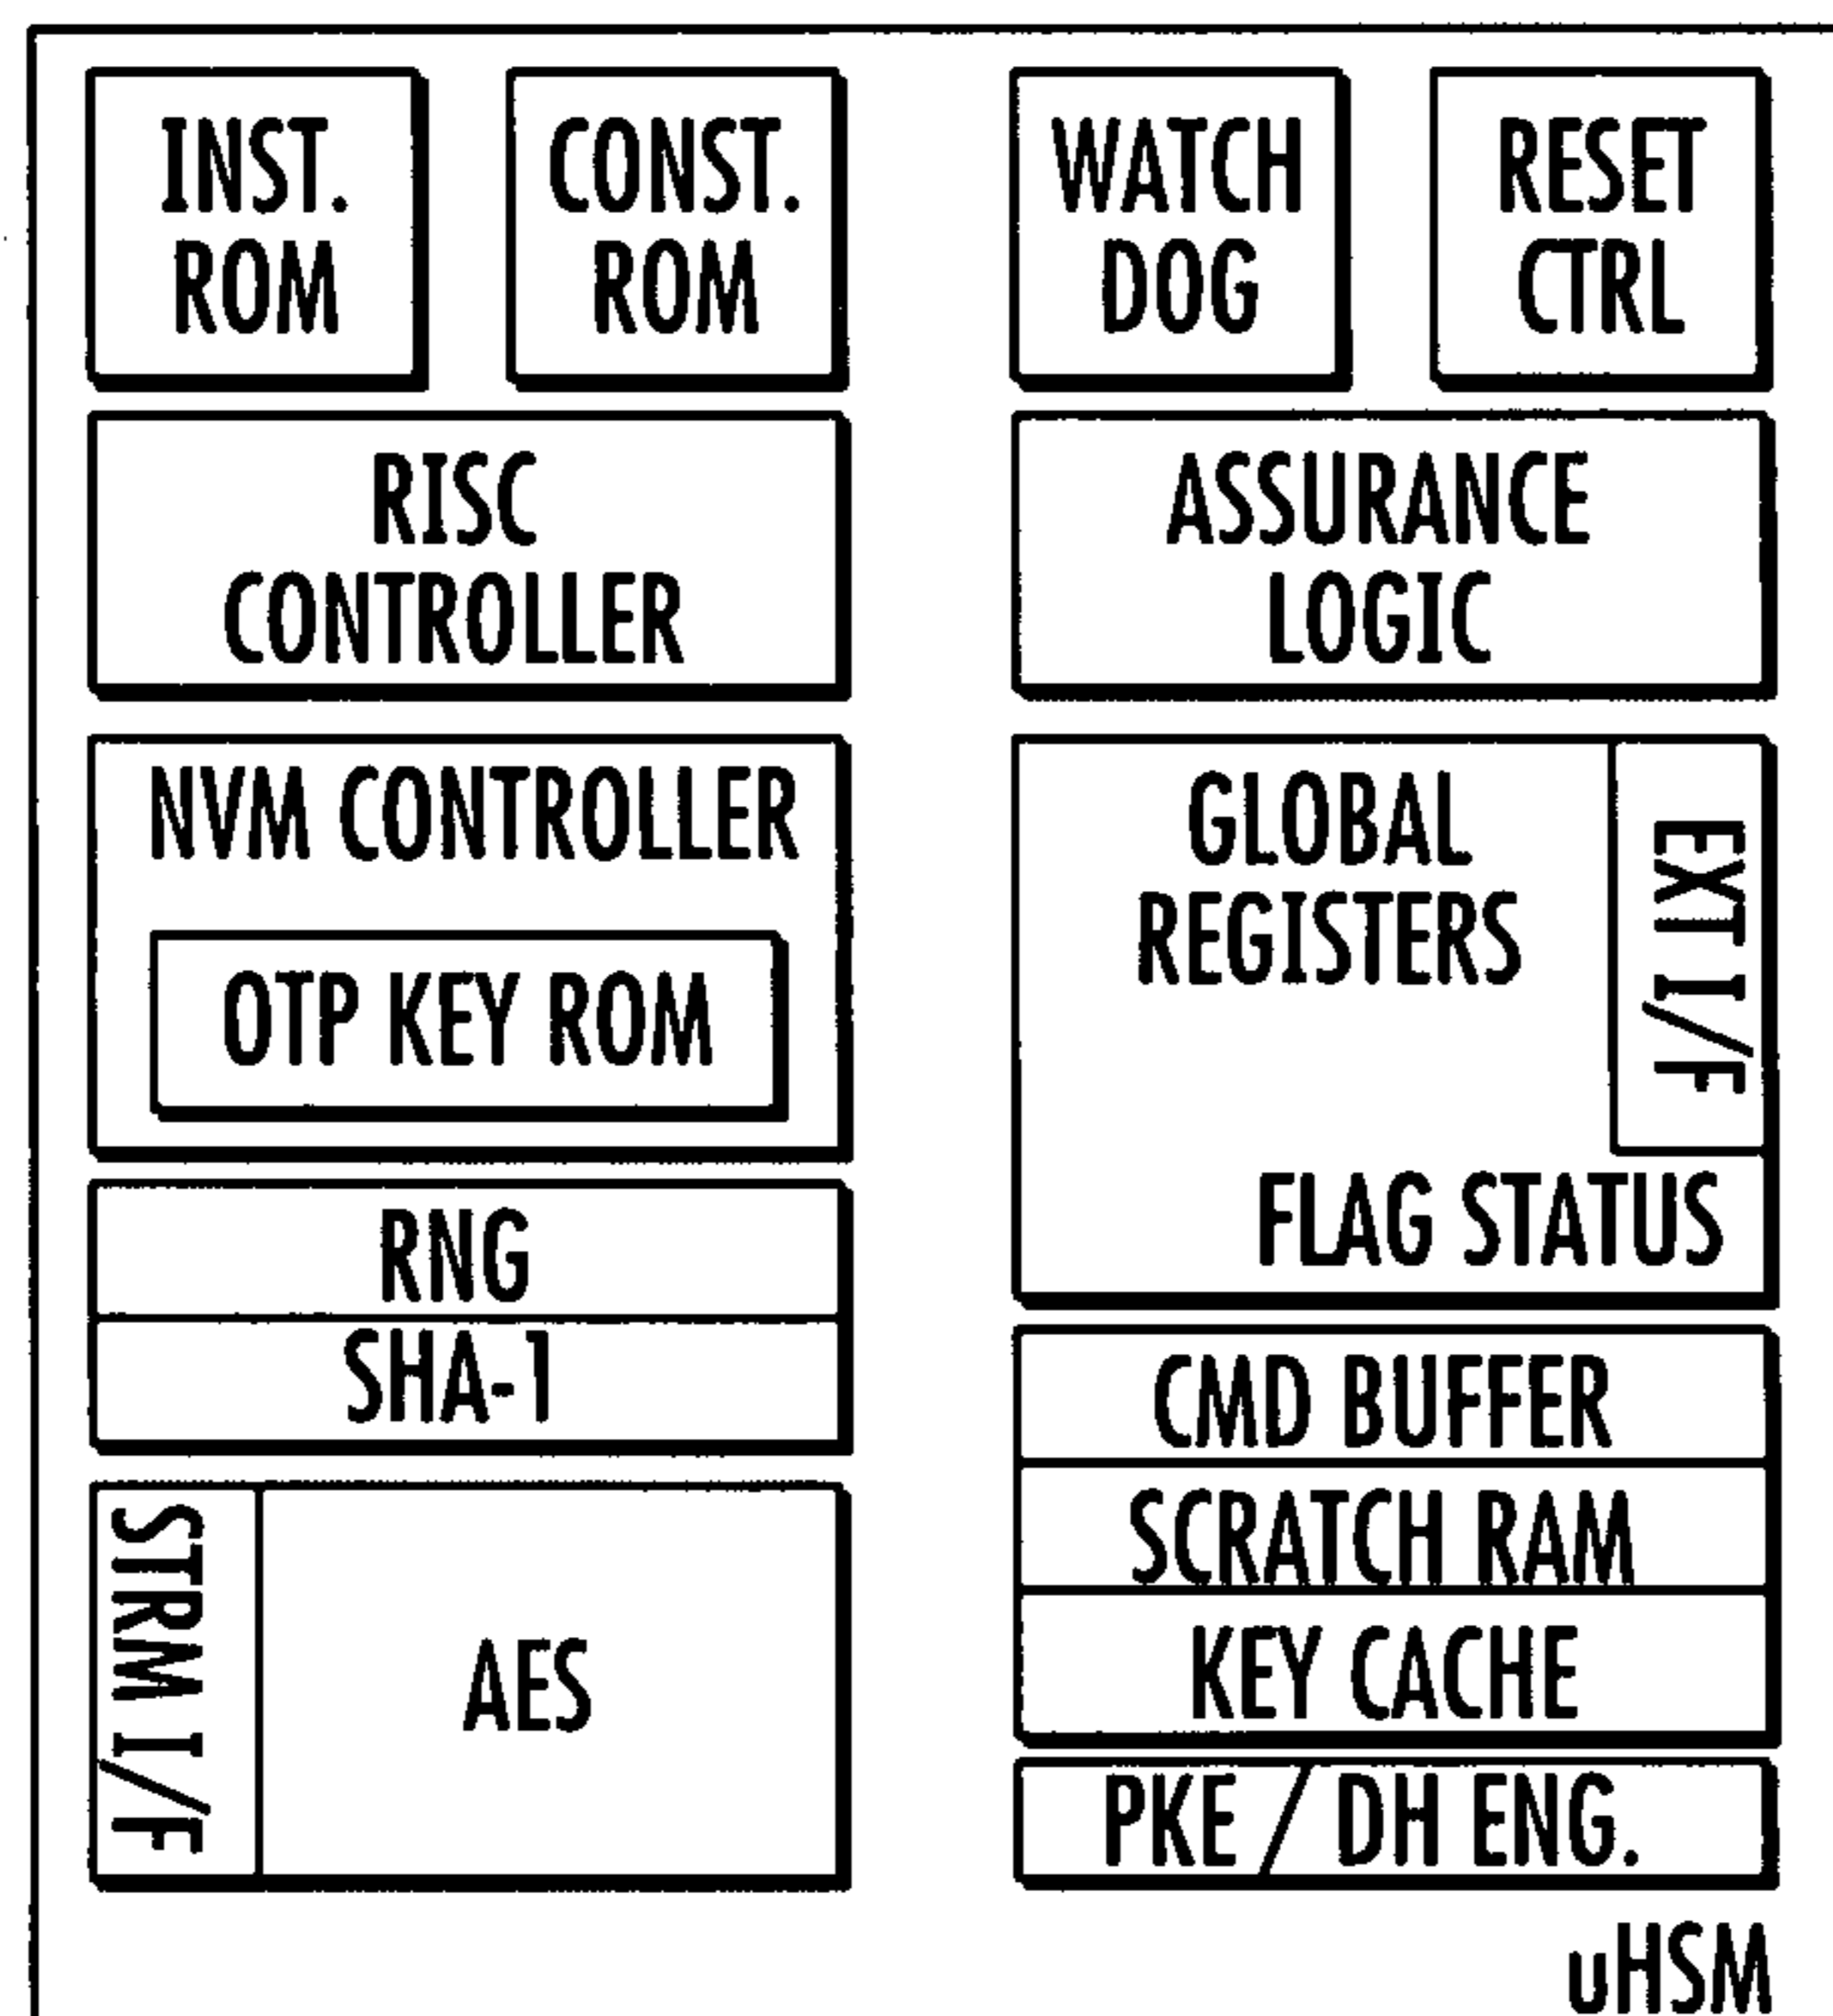 INST.
ROM
CONST.
ROM
WATCH
DOG
RESET
CTRL
RISC
CONTROLLER
ASSURANCE
LOGIC
NVM CONTROLLER
OTP KEY ROM
GLOBAL
REGISTERS
EXT I/F
FLAG STATUS
RNG
SHA-1
CMD BUFFER
SCRATCH RAM
KEY CACHE
STRM I/F
AES
PKE / DH ENG.
uHSM